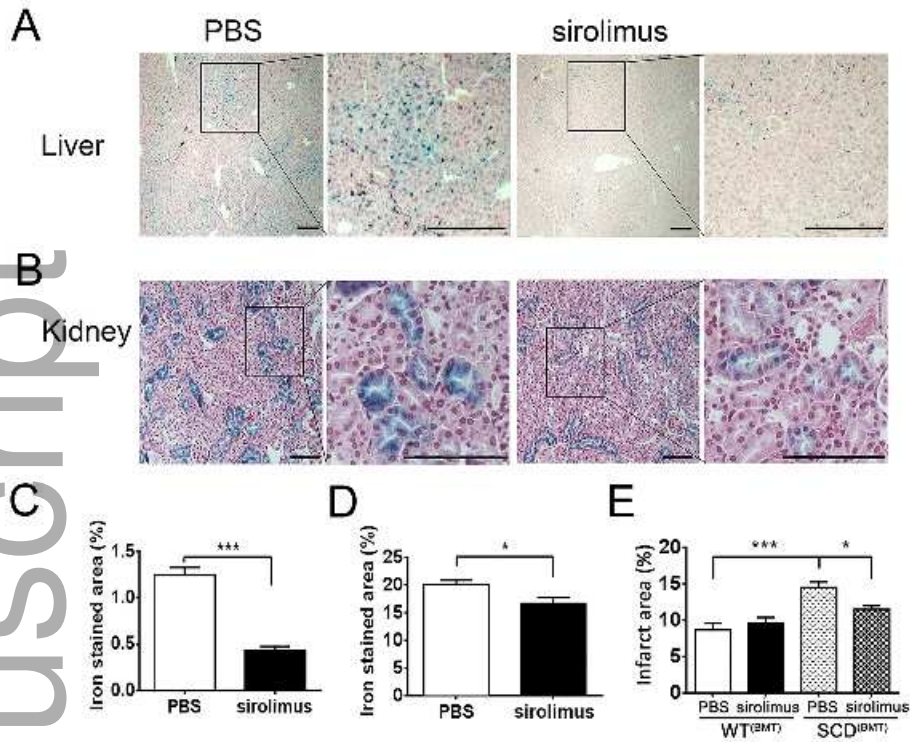 A
PBS
sirolimus
Liver
B
Kidney
uscript
C
Iron stained area (%)
1.5
1.0
0.5
0.0
***
PBS
sirolimus
D
Iron stained area (%)
25
20
15
10
5
0
*
PBS
sirolimus
E
Infarct area (%)
20
15
10
5
0
***
*
PBS sirolimus PBS sirolimus
WT(BMT) SCD(BMT)